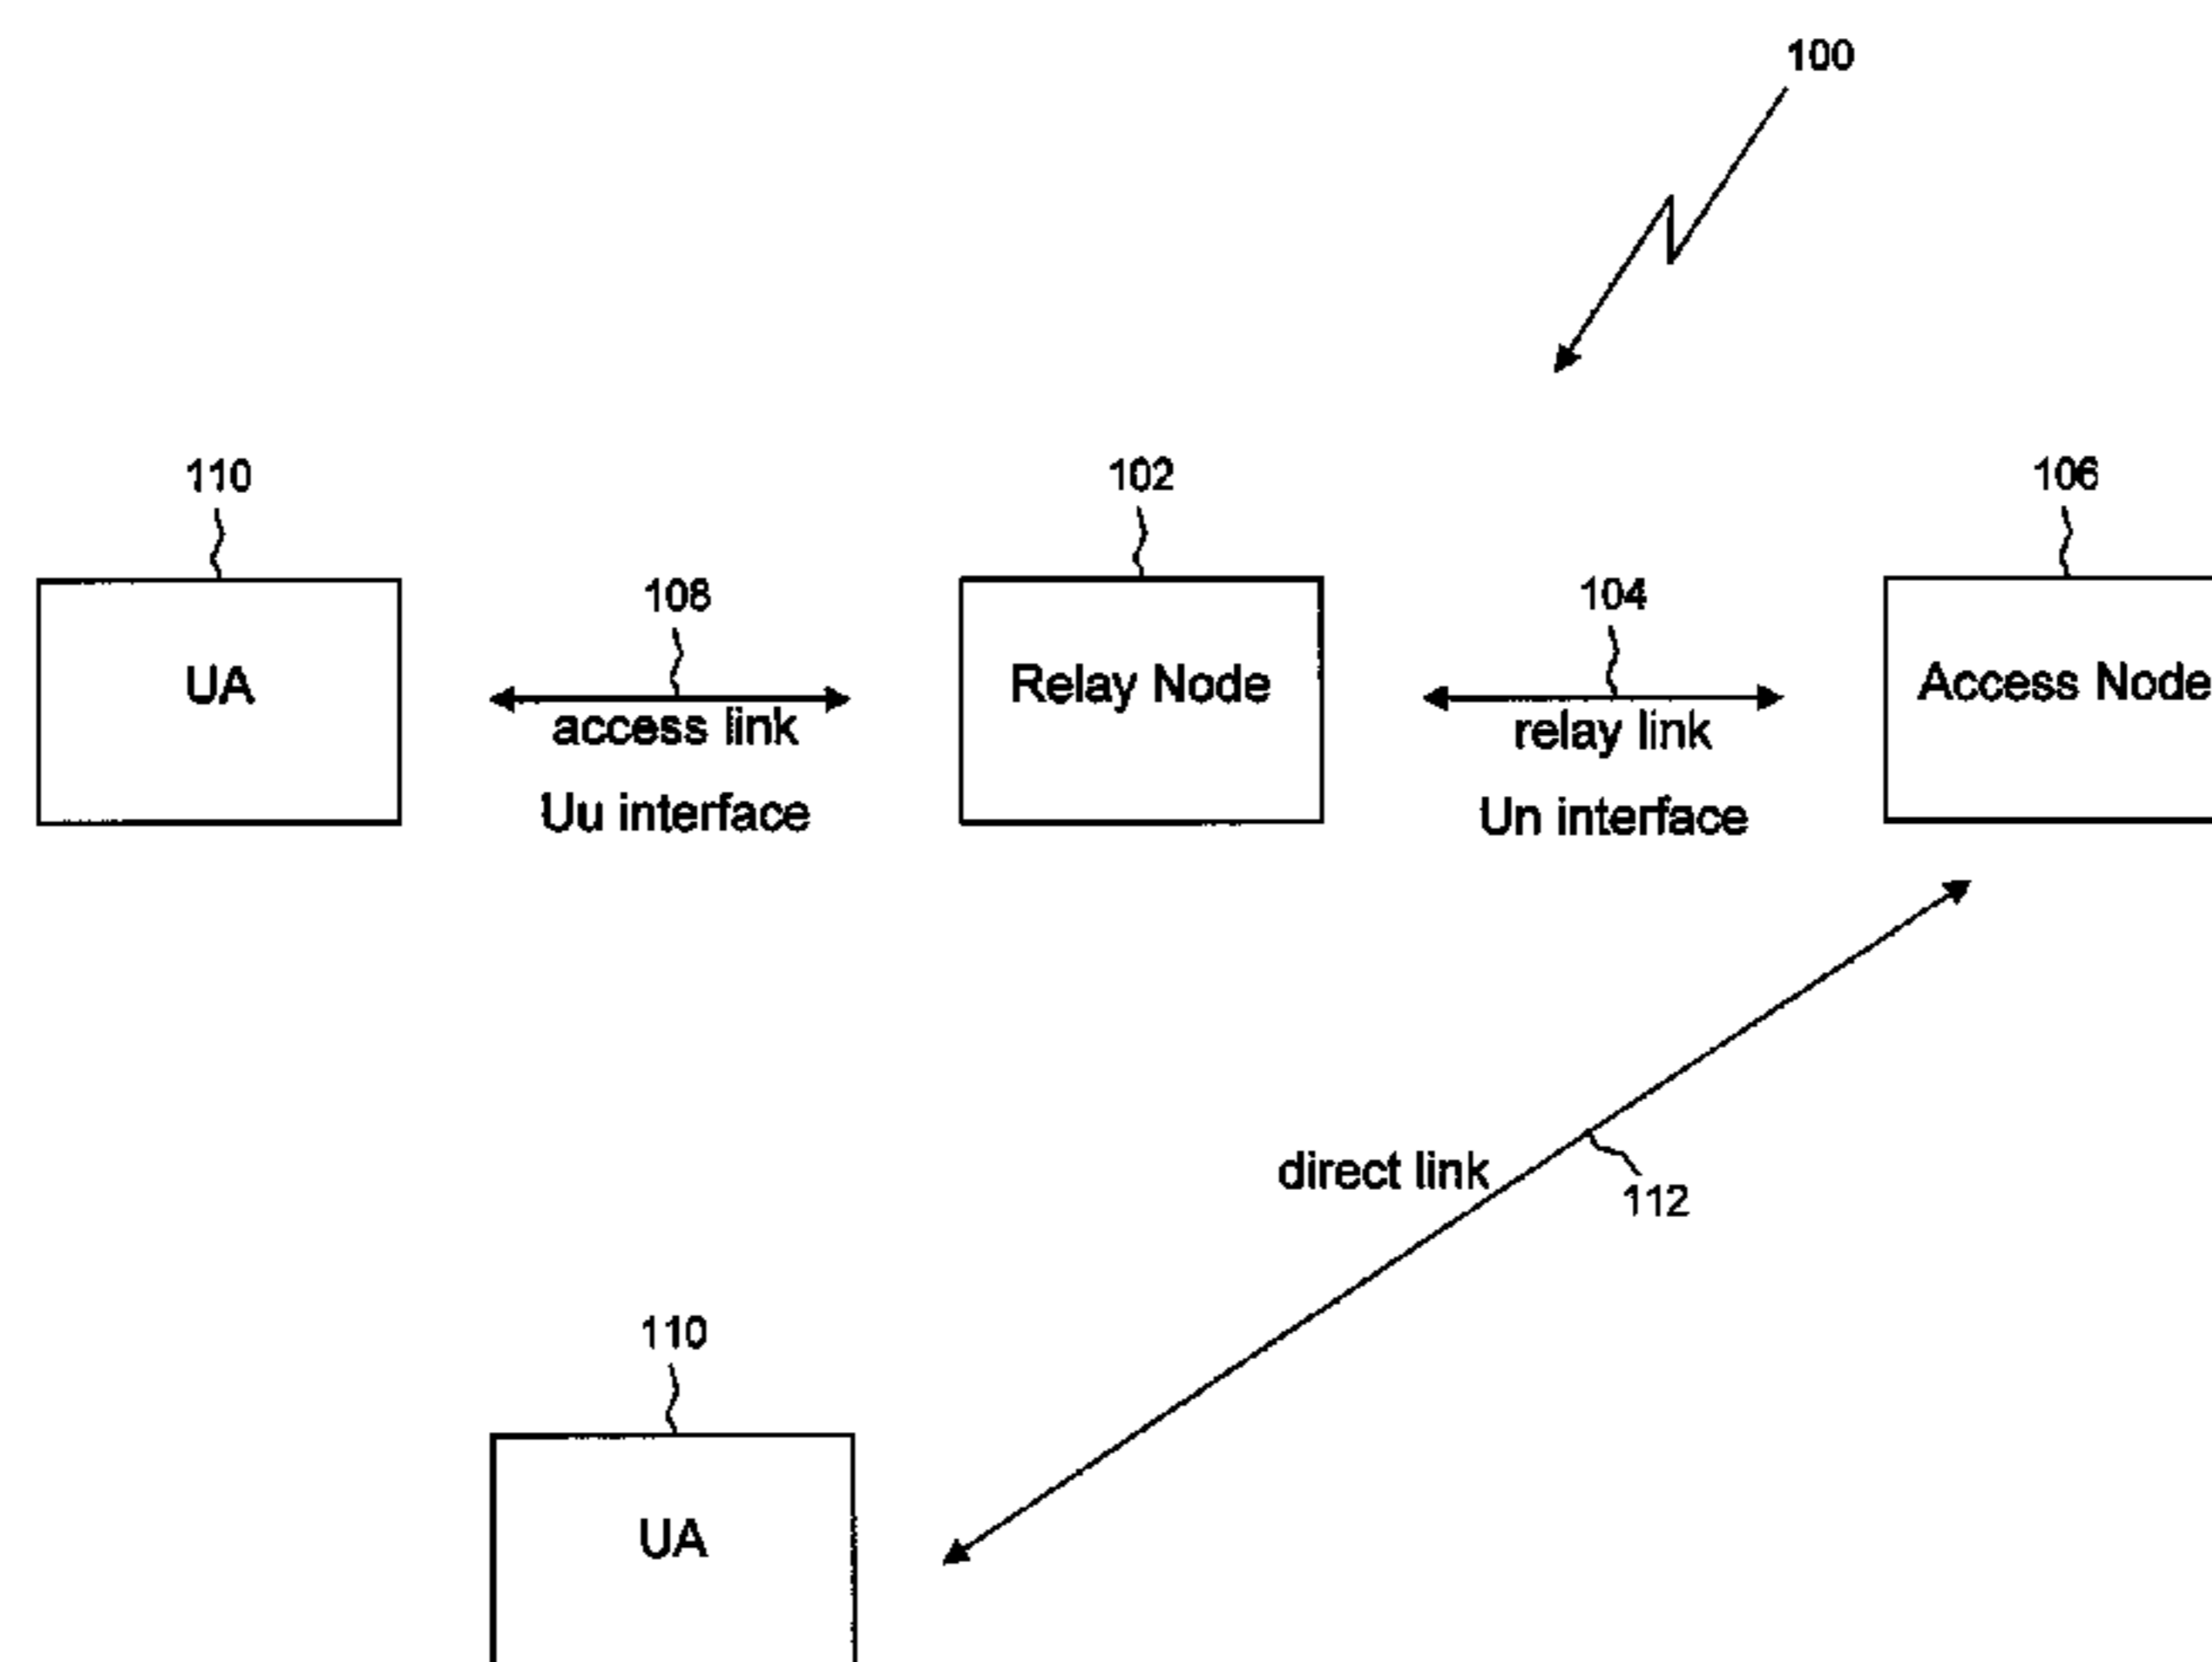 100
110
102
106
108
104
UA
Relay Node
Access Node
access link
relay link
Uu interface
Un interface
direct link
112
110
UA